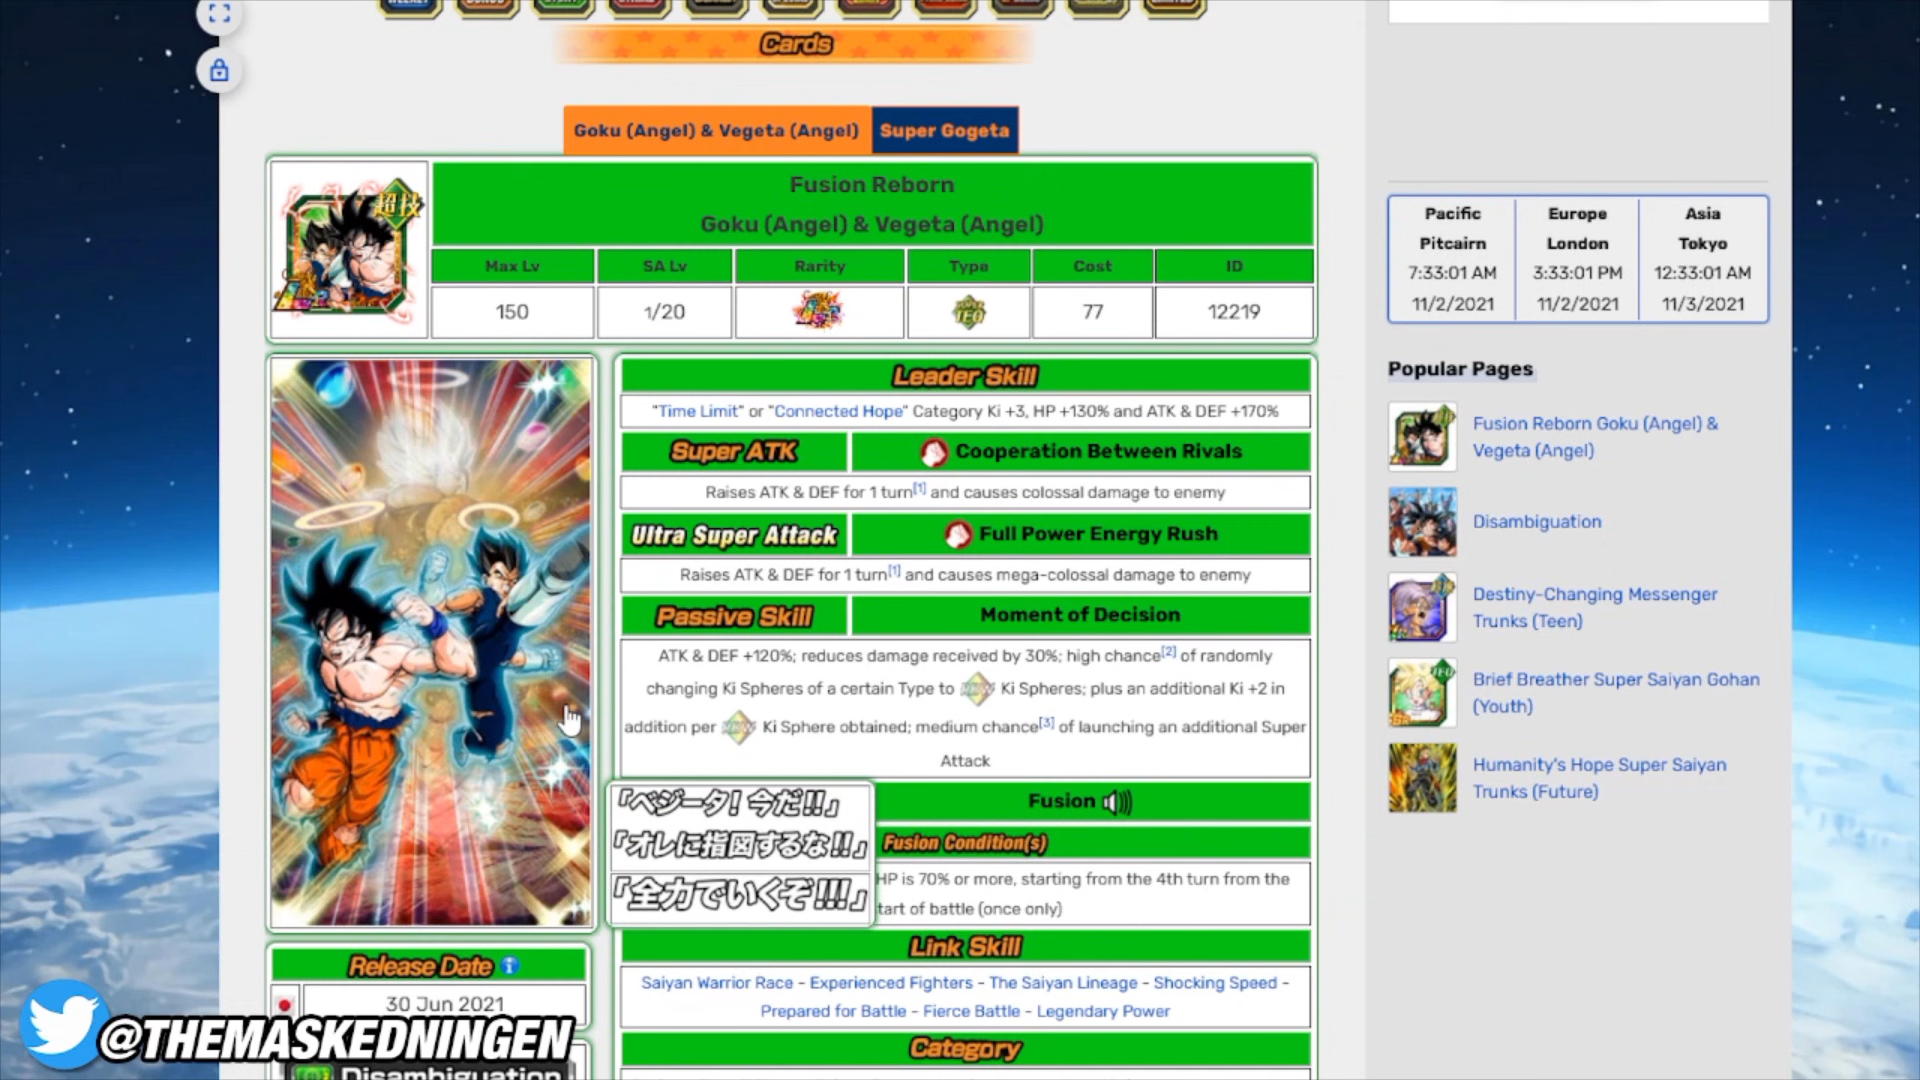 Cards
Goku (Angel) & Vegeta (Angel) Super Gogeta
超技
Fusion Reborn
Goku (Angel) & Vegeta (Angel)
Max Lv SA Lv Rarity Type Cost ID
150 1/20 77 12219
Leader Skill
"Time Limit" or "Connected Hope" Category Ki +3, HP +130% and ATK & DEF +170%
Super ATK Cooperation Between Rivals
Raises ATK & DEF for 1 turn[1] and causes colossal damage to enemy
Ultra Super Attack Full Power Energy Rush
Raises ATK & DEF for 1 turn[1] and causes mega-colossal damage to enemy
Passive Skill Moment of Decision
ATK & DEF +120%; reduces damage received by 30%; high chance[2] of randomly
changing Ki Spheres of a certain Type to Ki Spheres; plus an additional Ki +2 in
addition per Ki Sphere obtained; medium chance[3] of launching an additional Super
Attack
「ベジータ! 今だ!!」
「オレに指図するな!!」
「全力でいくぞ!!!」
Fusion
Fusion Condition(s)
HP is 70% or more, starting from the 4th turn from the
tart of battle (once only)
Link Skill
Saiyan Warrior Race - Experienced Fighters - The Saiyan Lineage - Shocking Speed -
Prepared for Battle - Fierce Battle - Legendary Power
Category
Release Date
30 Jun 2021
@THEMASKEDNINGEN
Disambiguation
Pacific Europe Asia
Pitcairn London Tokyo
7:33:01 AM 3:33:01 PM 12:33:01 AM
11/2/2021 11/2/2021 11/3/2021
Popular Pages
Fusion Reborn Goku (Angel) &
Vegeta (Angel)
Disambiguation
Destiny-Changing Messenger
Trunks (Teen)
Brief Breather Super Saiyan Gohan
(Youth)
Humanity's Hope Super Saiyan
Trunks (Future)